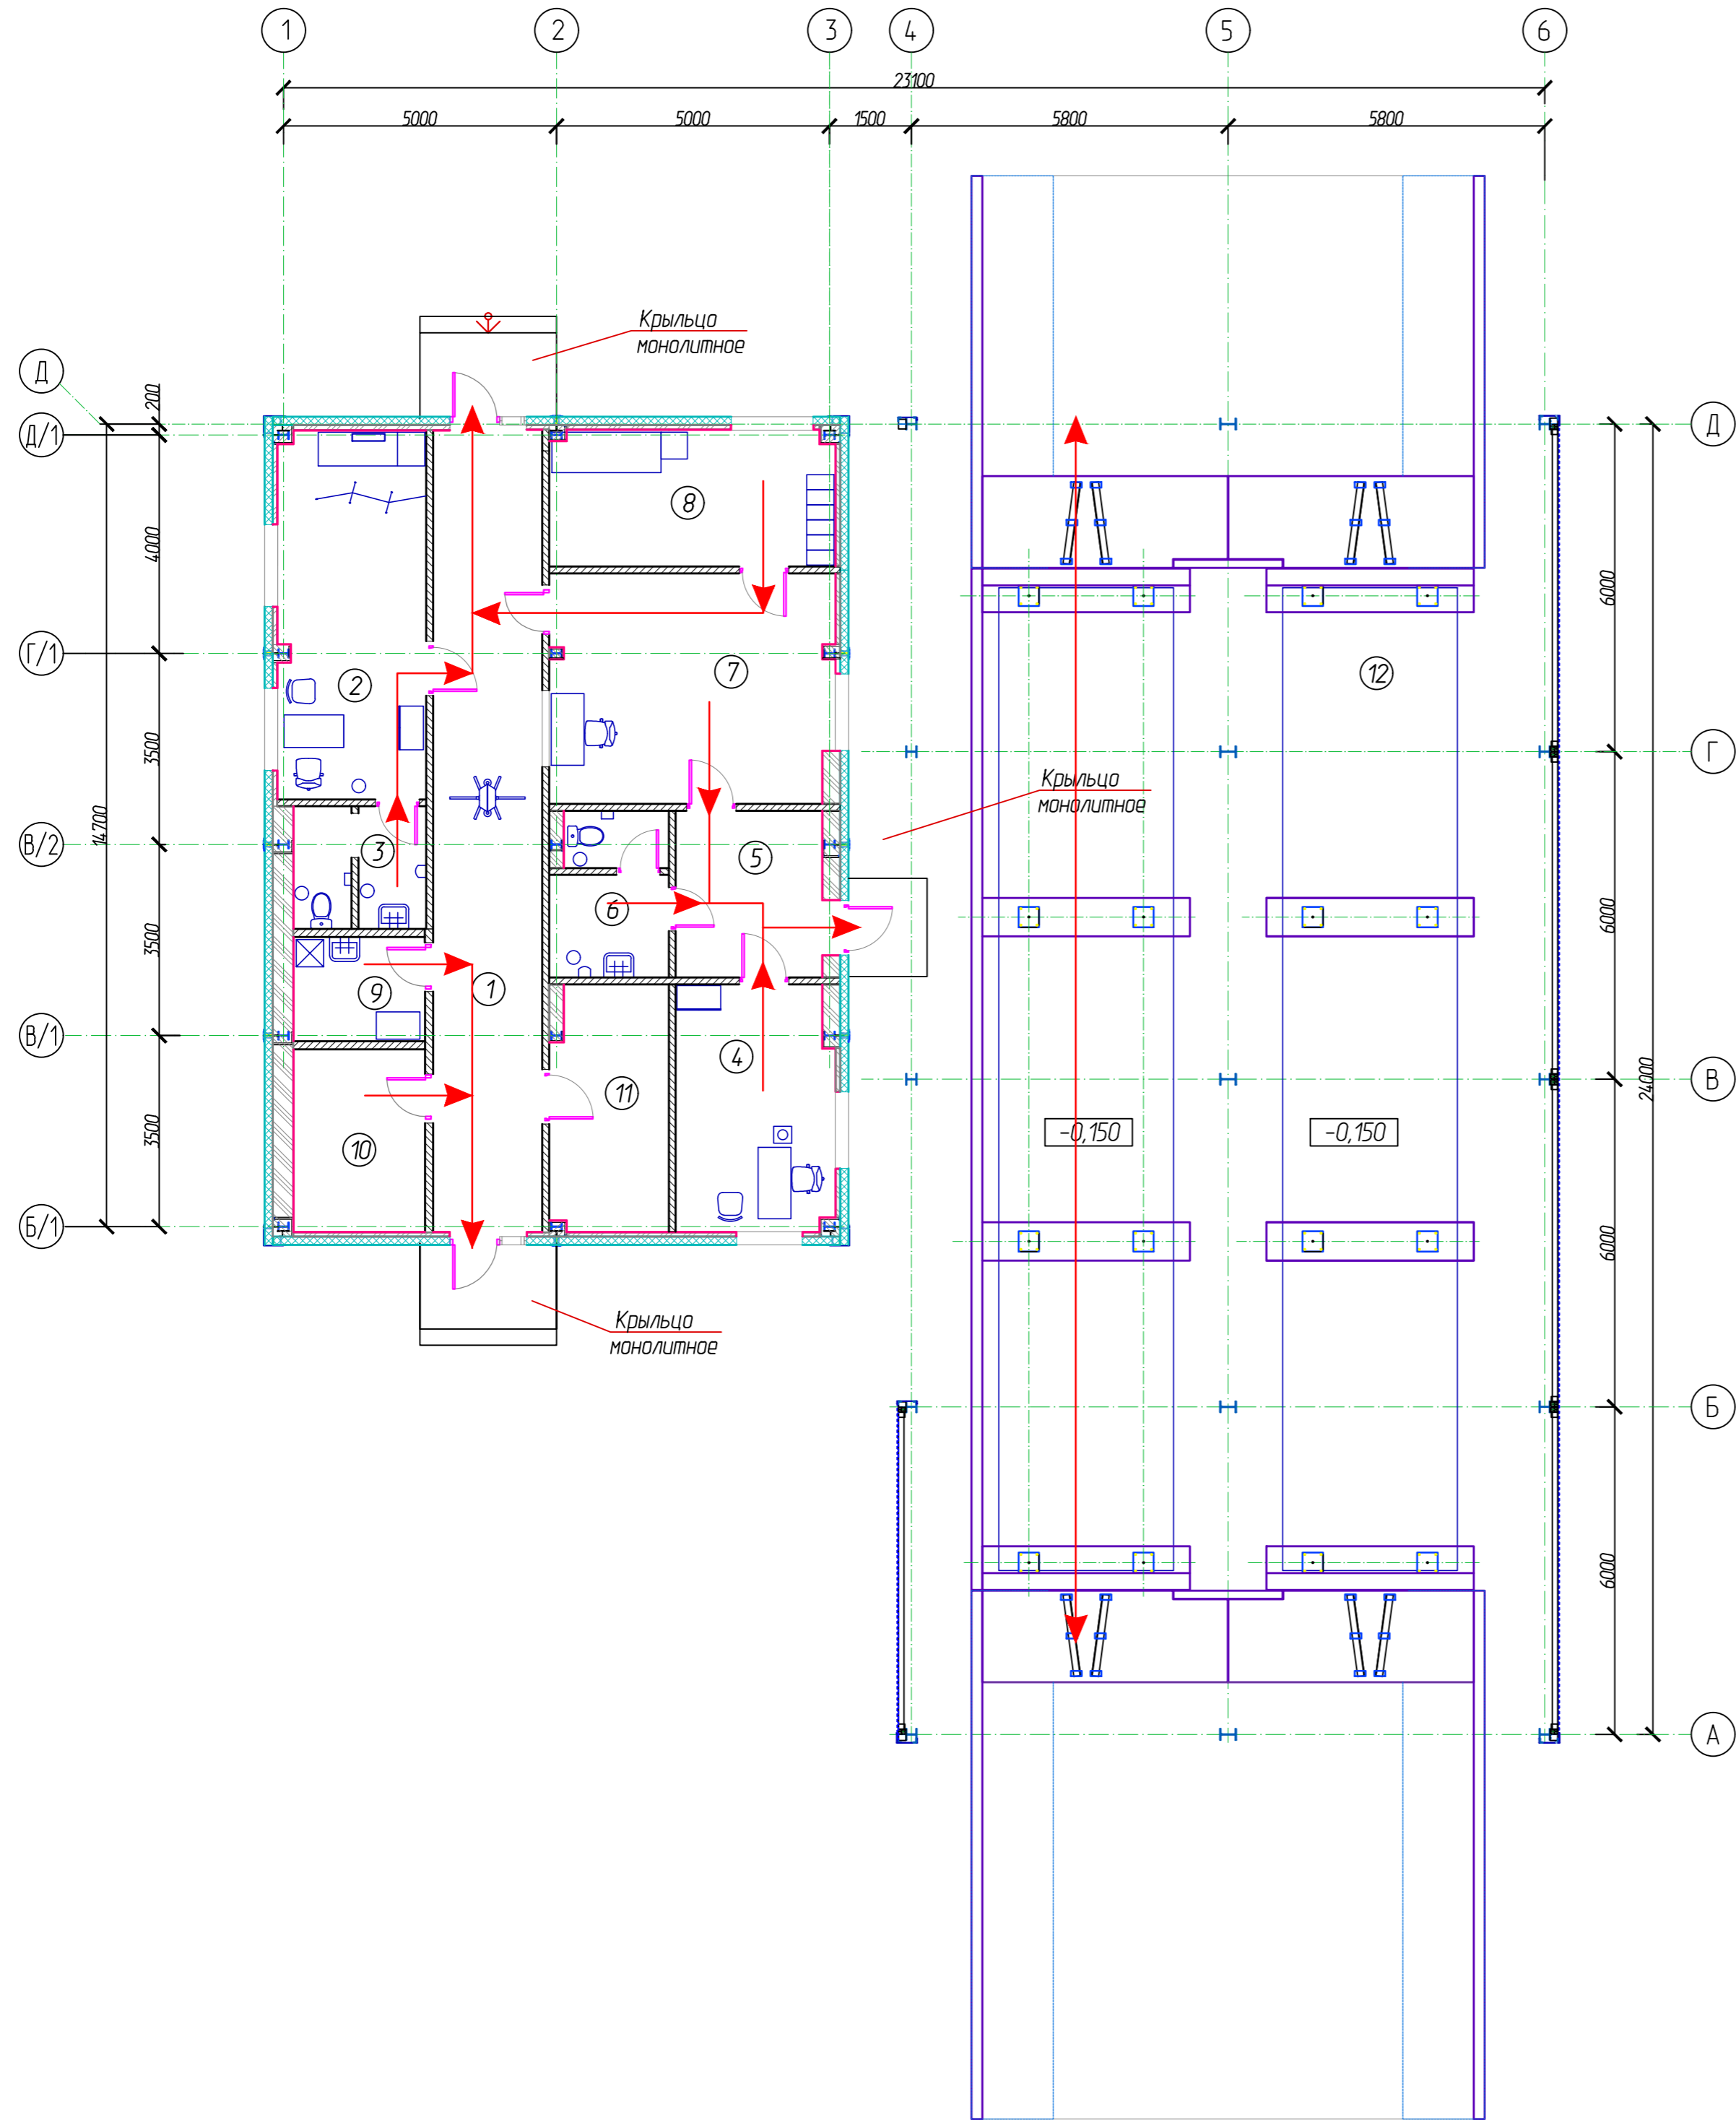 1 2 3 4 5 6
23100
5000 5000 1500 5800 5800
Крыльцо
монолитное
Д
200
Д/1
Д
8
4000
6000
Г/1
7
12
2
Г
3500
Крыльцо
монолитное
14700
В/2
3
5
6
3500
6000
9
1
В/1
4
В
11
24000
-0,150 -0,150
10
3500
Б/1
6000
Крыльцо
монолитное
Б
6000
А